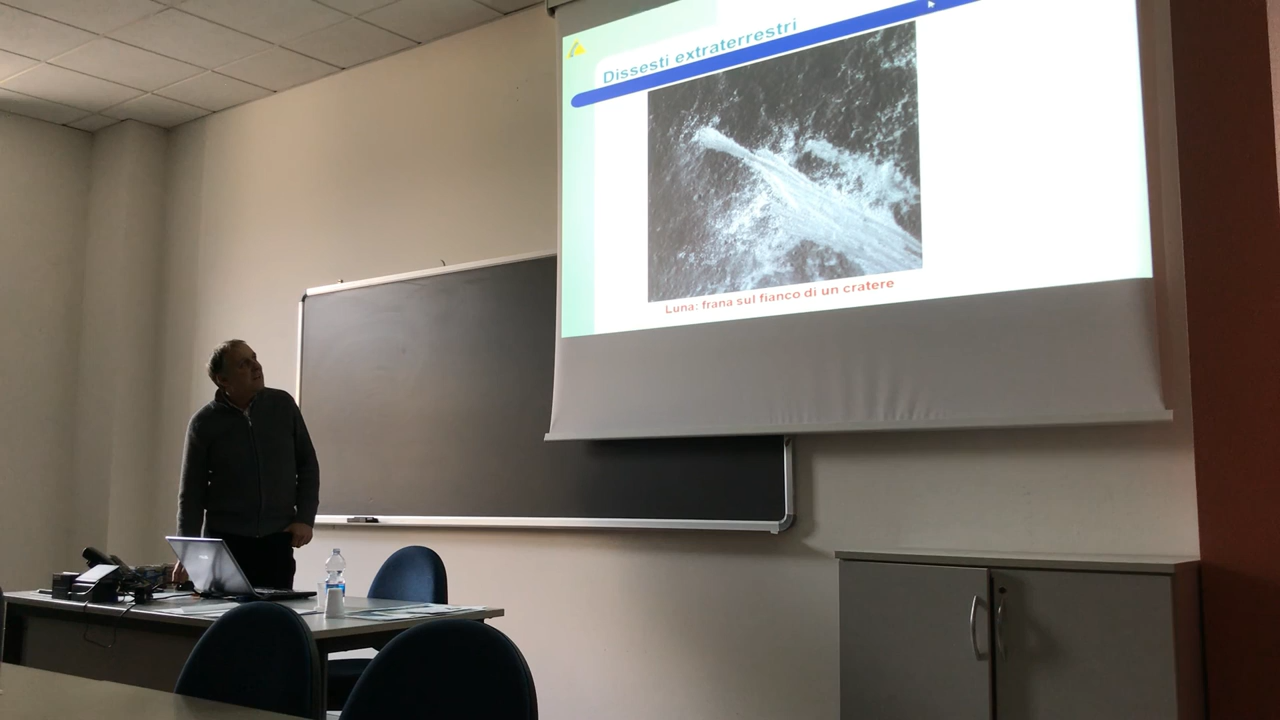 Dissesti extraterrestri
Luna: frana sul fianco di un cratere